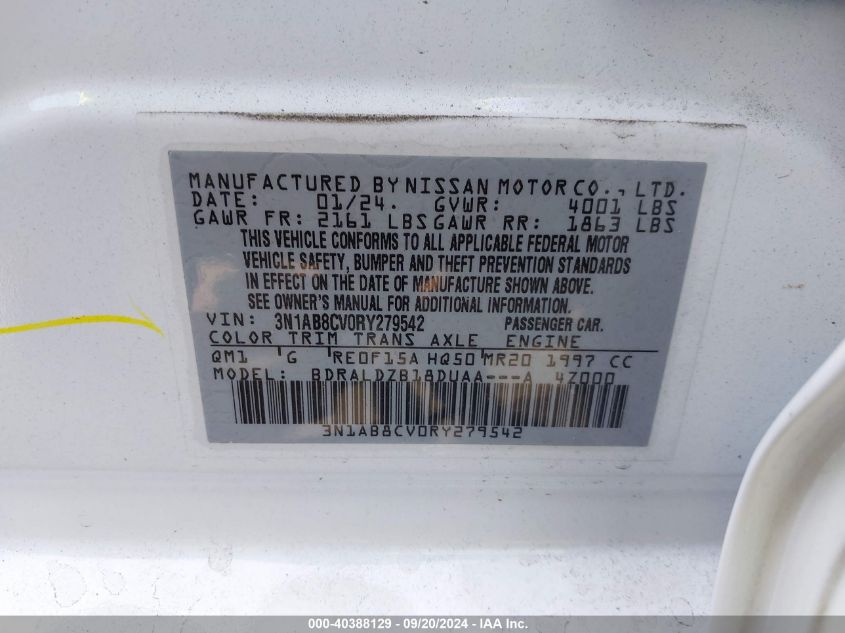 MANUFACTURED BY NISSAN MOTOR CO., LTD.
DATE: 01/24. GVWR: 4001 LBS
GAWR FR: 2161 LBS GAWR RR: 1863 LBS
THIS VEHICLE CONFORMS TO ALL APPLICABLE FEDERAL MOTOR
VEHICLE SAFETY, BUMPER AND THEFT PREVENTION STANDARDS
IN EFFECT ON THE DATE OF MANUFACTURE SHOWN ABOVE.
SEE OWNER'S MANUAL FOR ADDITIONAL INFORMATION.
VIN: 3N1AB8CV0RY279542 PASSENGER CAR.
COLOR TRIM TRANS AXLE ENGINE
QM1 'G RE0F15A HQ50 MR20 1997 CC
MODEL: BDRALDZB18DUAA---A 4Z000
3N1AB8CV0RY279542
000-40388129 - 09/20/2024 - IAA Inc.